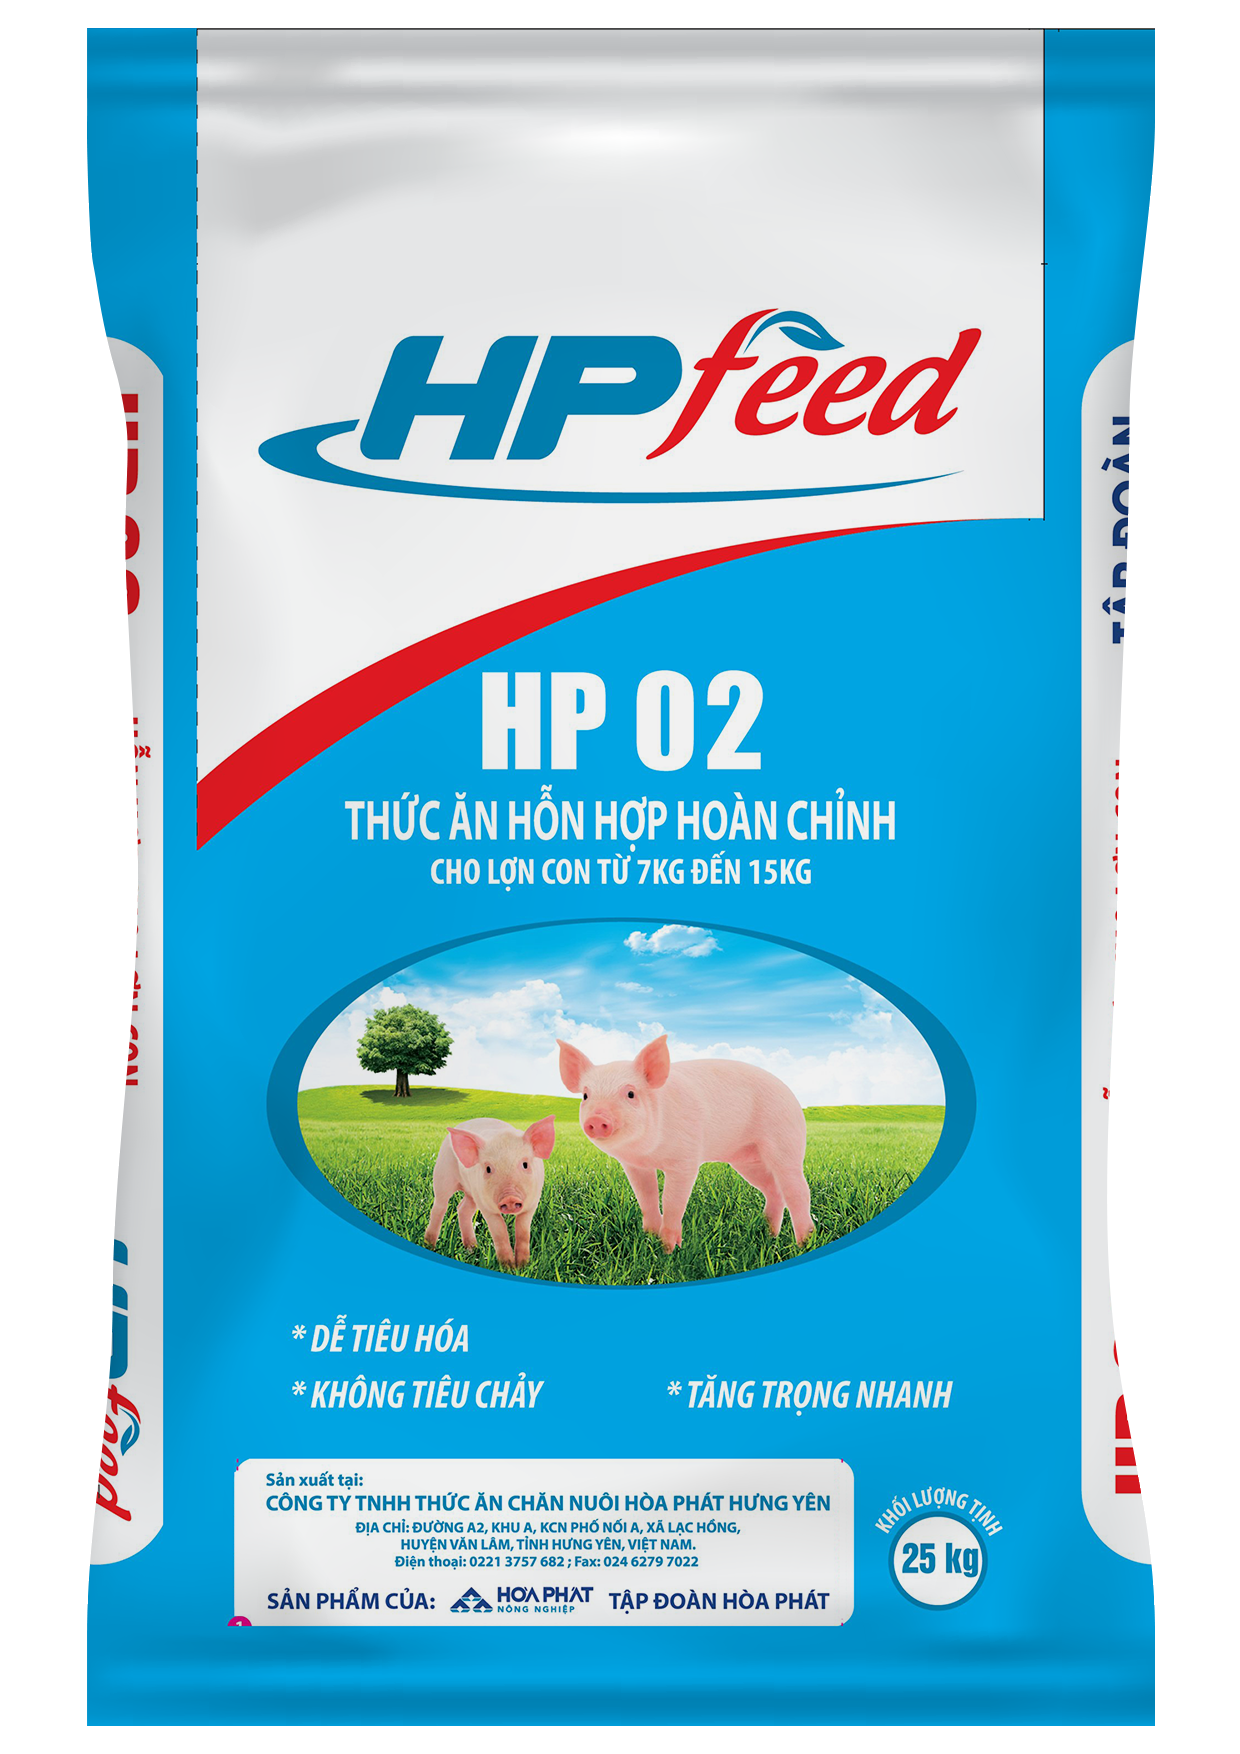 HPfeed
HP 02
THỨC ĂN HỖN HỢP HOÀN CHỈNH
CHO LỢN CON TỪ 7KG ĐẾN 15KG
* DỄ TIÊU HÓA
* KHÔNG TIÊU CHẢY
* TĂNG TRỌNG NHANH
Sản xuất tại:
CÔNG TY TNHH THỨC ĂN CHĂN NUÔI HÒA PHÁT HƯNG YÊN
ĐỊA CHỈ: ĐƯỜNG A2, KHU A, KCN PHỐ NỐI A, XÃ LẠC HỒNG,
HUYỆN VĂN LÂM, TỈNH HƯNG YÊN, VIỆT NAM.
Điện thoại: 0221 3757 682 ; Fax: 024 6279 7022
SẢN PHẨM CỦA: HÒA PHÁT TẬP ĐOÀN HÒA PHÁT
NÔNG NGHIỆP
KHỐI LƯỢNG TỊNH
25 kg
TẬP ĐOÀN